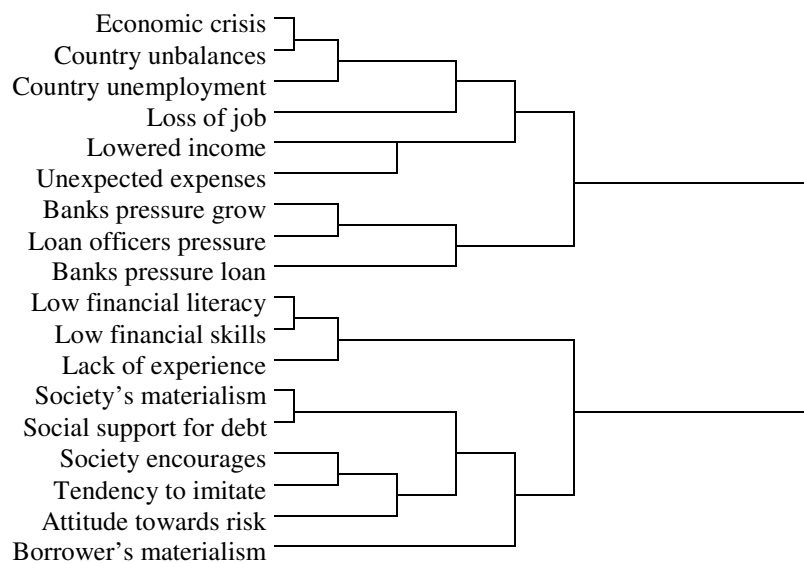 Economic crisis
Country unbalances
Country unemployment
Loss of job
Lowered income
Unexpected expenses
Banks pressure grow
Loan officers pressure
Banks pressure loan
Low financial literacy
Low financial skills
Lack of experience
Society’s materialism
Social support for debt
Society encourages
Tendency to imitate
Attitude towards risk
Borrower’s materialism